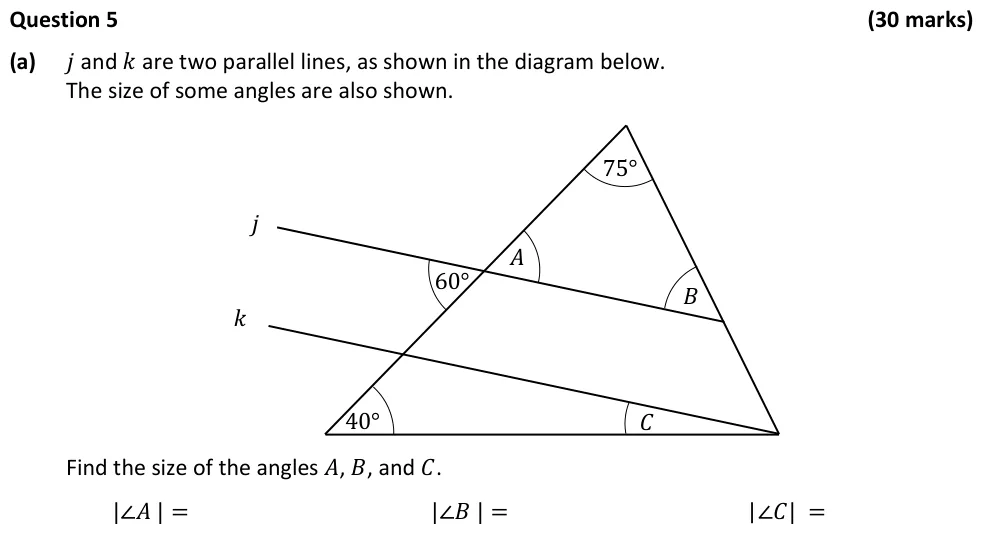 Question 5 (30 marks)
(a) j and k are two parallel lines, as shown in the diagram below.
The size of some angles are also shown.
75°
j
A
60°
B
k
40°
C
Find the size of the angles A, B, and C.
|∠A | = |∠B | = |∠C| =